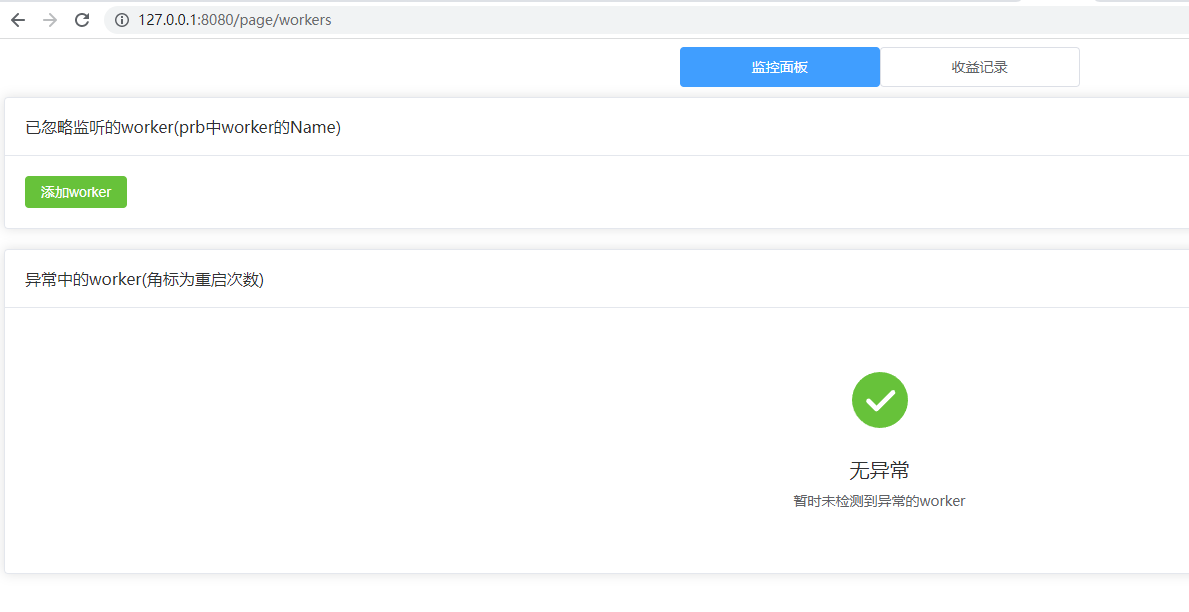 127.0.0.1:8080/page/workers
监控面板
收益记录
已忽略监听的worker(prb中worker的Name)
添加worker
异常中的worker(角标为重启次数)
无异常
暂时未检测到异常的worker